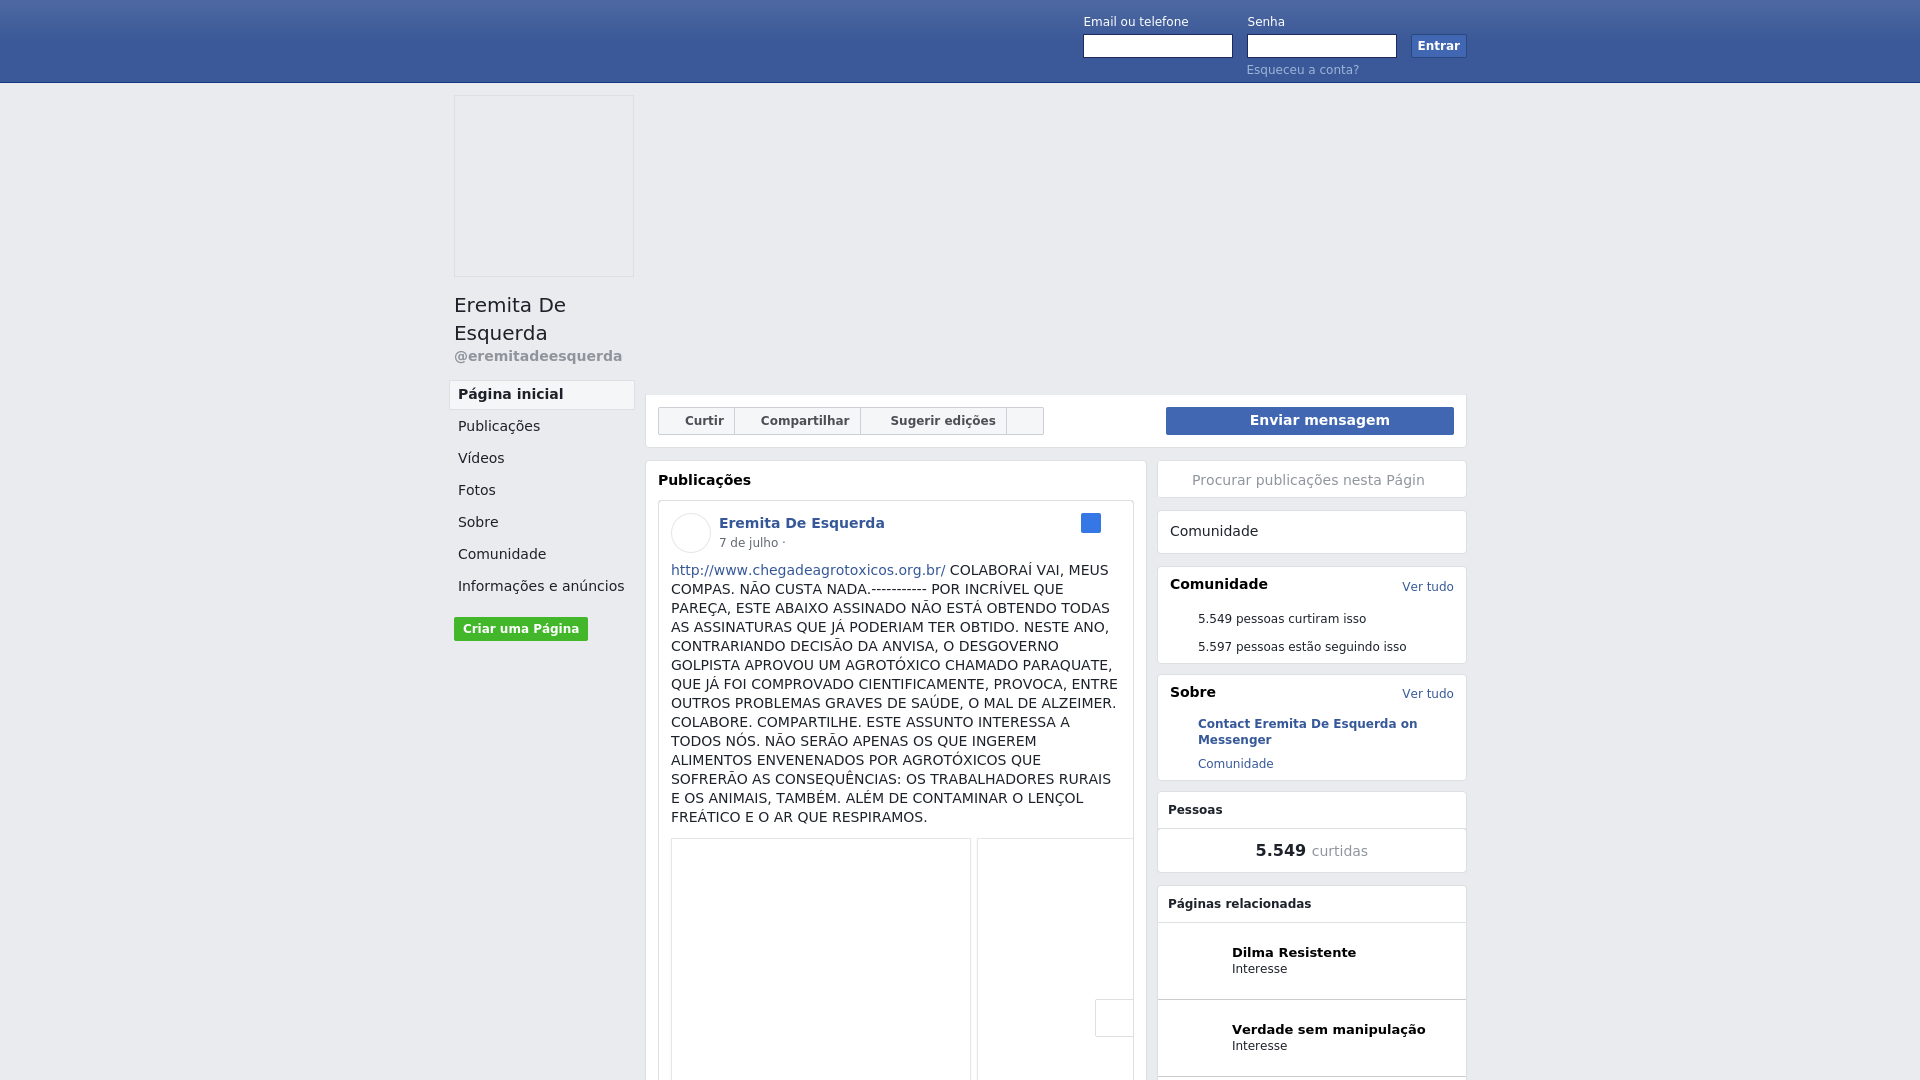 Email ou telefone
Senha
Entrar
Esqueceu a conta?
Eremita De
Esquerda
@eremitadeesquerda
Página inicial
Publicações
Vídeos
Fotos
Sobre
Comunidade
Informações e anúncios
Criar uma Página
Curtir
Compartilhar
Sugerir edições
Enviar mensagem
Publicações
Eremita De Esquerda
7 de julho ·
http://www.chegadeagrotoxicos.org.br/ COLABORAÍ VAI, MEUS
COMPAS. NÃO CUSTA NADA.----------- POR INCRÍVEL QUE
PAREÇA, ESTE ABAIXO ASSINADO NÃO ESTÁ OBTENDO TODAS
AS ASSINATURAS QUE JÁ PODERIAM TER OBTIDO. NESTE ANO,
CONTRARIANDO DECISÃO DA ANVISA, O DESGOVERNO
GOLPISTA APROVOU UM AGROTÓXICO CHAMADO PARAQUATE,
QUE JÁ FOI COMPROVADO CIENTIFICAMENTE, PROVOCA, ENTRE
OUTROS PROBLEMAS GRAVES DE SAÚDE, O MAL DE ALZEIMER.
COLABORE. COMPARTILHE. ESTE ASSUNTO INTERESSA A
TODOS NÓS. NÃO SERÃO APENAS OS QUE INGEREM
ALIMENTOS ENVENENADOS POR AGROTÓXICOS QUE
SOFRERÃO AS CONSEQUÊNCIAS: OS TRABALHADORES RURAIS
E OS ANIMAIS, TAMBÉM. ALÉM DE CONTAMINAR O LENÇOL
FREÁTICO E O AR QUE RESPIRAMOS.
Procurar publicações nesta Págin
Comunidade
Comunidade
Ver tudo
5.549 pessoas curtiram isso
5.597 pessoas estão seguindo isso
Sobre
Ver tudo
Contact Eremita De Esquerda on
Messenger
Comunidade
Pessoas
5.549 curtidas
Páginas relacionadas
Dilma Resistente
Interesse
Verdade sem manipulação
Interesse